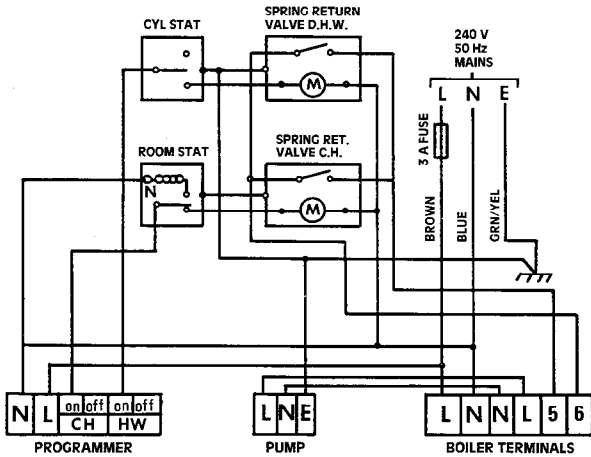 CYL STAT
SPRING RETURN
VALVE D.H.W.
M
240 V
50 Hz
MAINS
L N E
3 A FUSE
ROOM STAT
N
SPRING RET.
VALVE C.H.
M
BROWN
BLUE
GRN/YEL
N L on off on off
CH HW
PROGRAMMER
L N E
PUMP
L N N L 5 6
BOILER TERMINALS